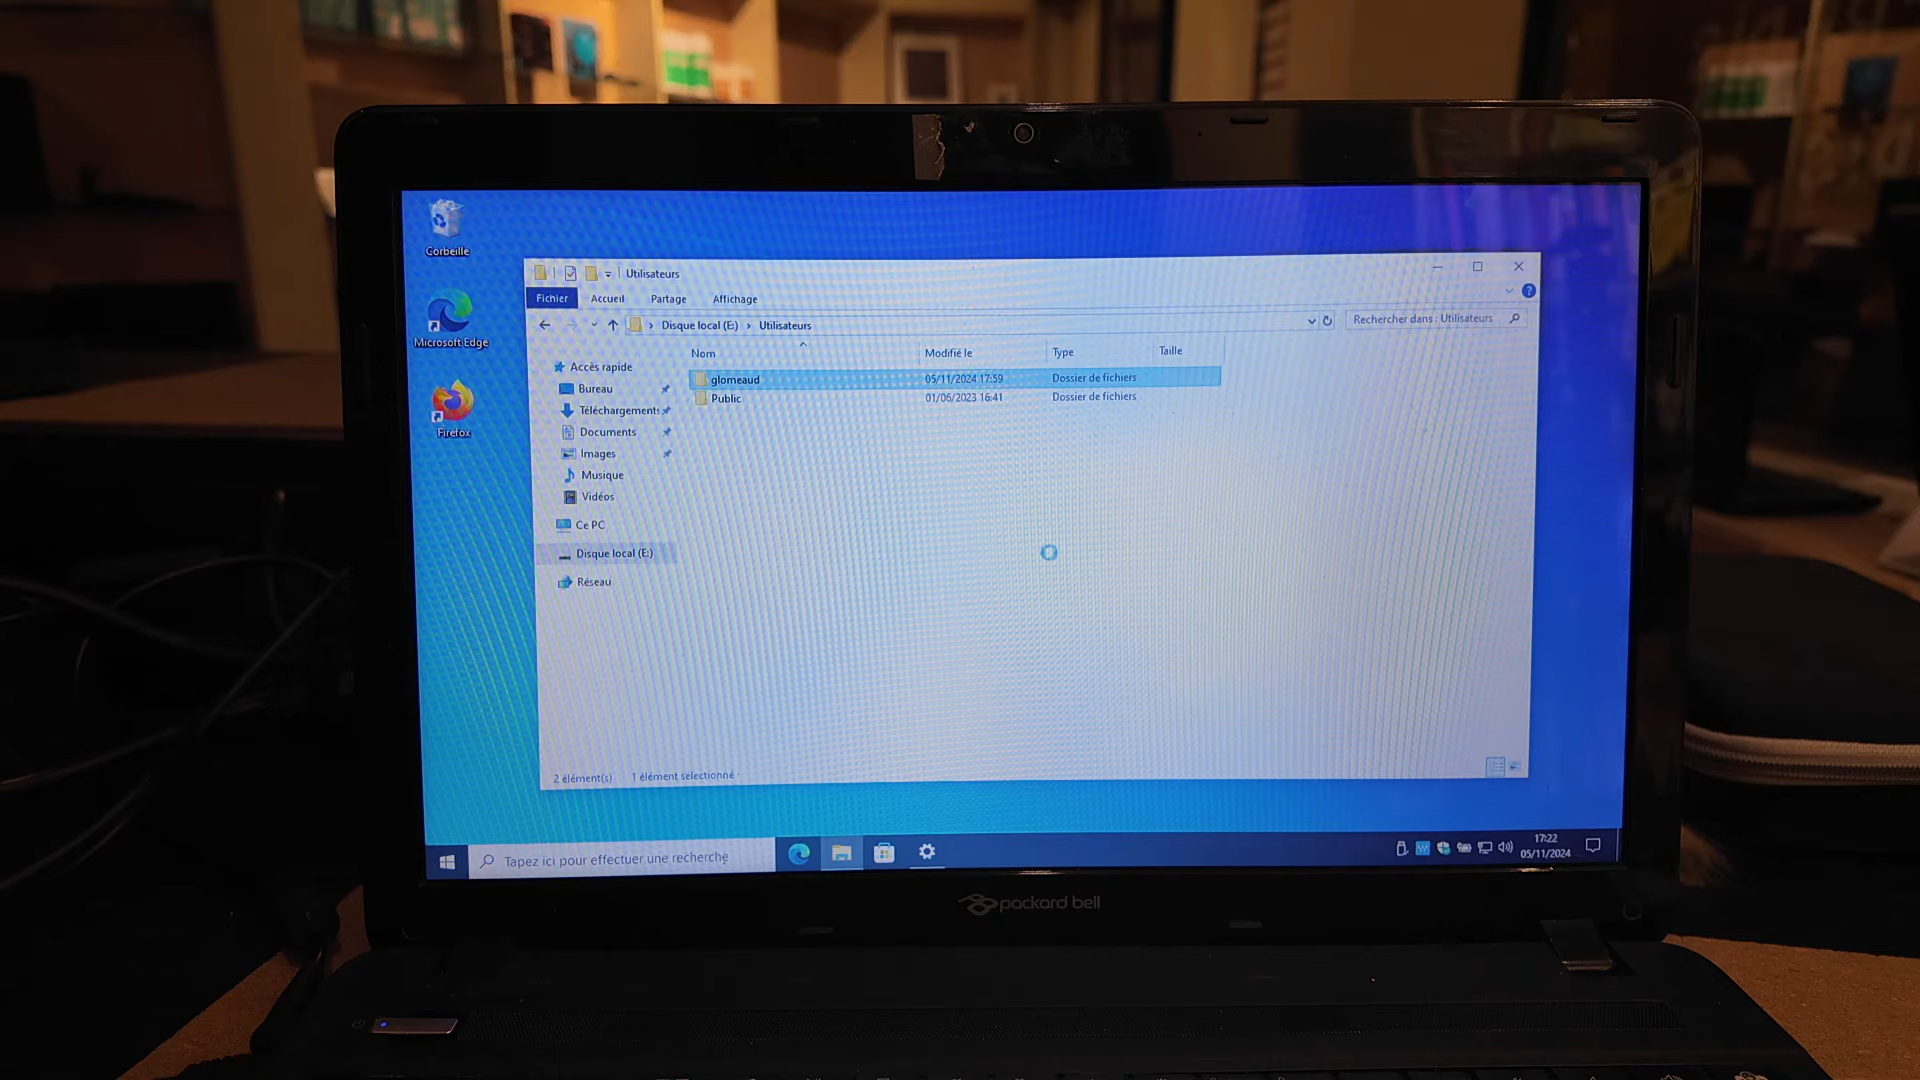 Corbeille
Microsoft Edge
Firefox
Utilisateurs
Fichier Accueil Partage Affichage
Disque local (E:) > Utilisateurs
Rechercher dans : Utilisateurs
Nom Modifié le Type Taille
glomeaud 05/11/2024 17:59 Dossier de fichiers
Public 01/06/2023 16:41 Dossier de fichiers
Accès rapide
Bureau
Téléchargements
Documents
Images
Musique
Vidéos
Ce PC
Disque local (E:)
Réseau
2 élément(s) 1 élément sélectionné
Tapez ici pour effectuer une recherche
17:22
05/11/2024
packard bell